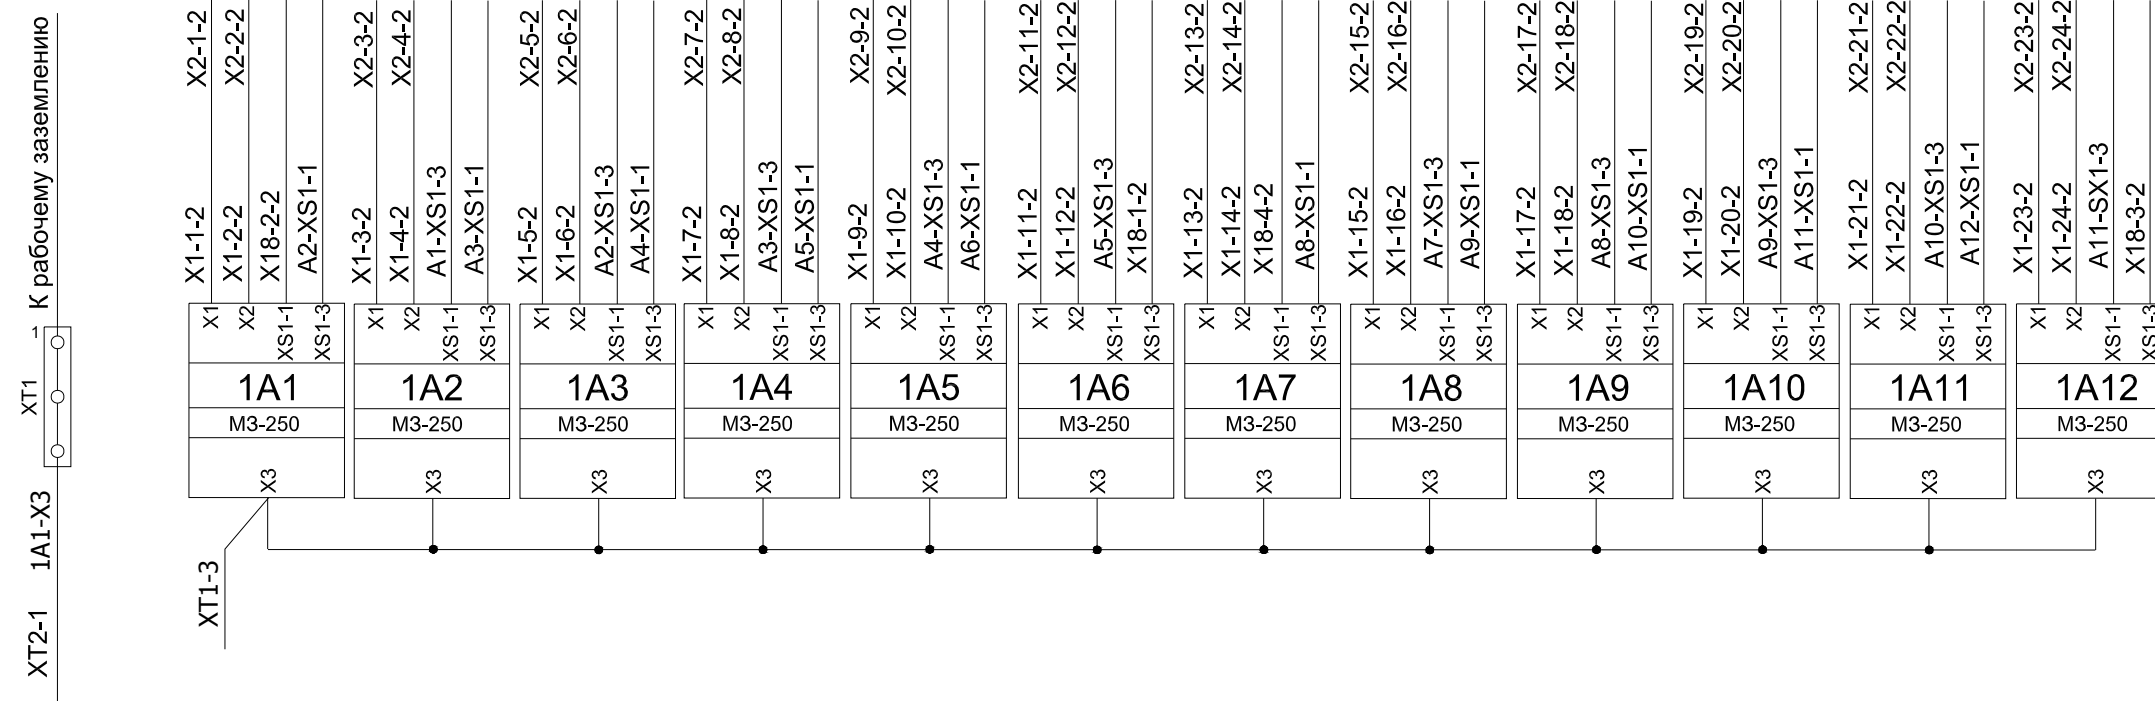 К рабочему заземлению
1
XT1
1A1-X3
XT2-1
X2-1-2
X2-2-2
X1-1-2
X1-2-2
X18-2-2
A2-XS1-1
X1
X2
XS1-1
XS1-3
1A1
M3-250
X3
XT1-3
X2-3-2
X2-4-2
X1-3-2
X1-4-2
A1-XS1-3
A3-XS1-1
X1
X2
XS1-1
XS1-3
1A2
M3-250
X3
X2-5-2
X2-6-2
X1-5-2
X1-6-2
A2-XS1-3
A4-XS1-1
X1
X2
XS1-1
XS1-3
1A3
M3-250
X3
X2-7-2
X2-8-2
X1-7-2
X1-8-2
A3-XS1-3
A5-XS1-1
X1
X2
XS1-1
XS1-3
1A4
M3-250
X3
X2-9-2
X2-10-2
X1-9-2
X1-10-2
A4-XS1-3
A6-XS1-1
X1
X2
XS1-1
XS1-3
1A5
M3-250
X3
X2-11-2
X2-12-2
X1-11-2
X1-12-2
A5-XS1-3
X18-1-2
X1
X2
XS1-1
XS1-3
1A6
M3-250
X3
X2-13-2
X2-14-2
X1-13-2
X1-14-2
X18-4-2
A8-XS1-1
X1
X2
XS1-1
XS1-3
1A7
M3-250
X3
X2-15-2
X2-16-2
X1-15-2
X1-16-2
A7-XS1-3
A9-XS1-1
X1
X2
XS1-1
XS1-3
1A8
M3-250
X3
X2-17-2
X2-18-2
X1-17-2
X1-18-2
A8-XS1-3
A10-XS1-1
X1
X2
XS1-1
XS1-3
1A9
M3-250
X3
X2-19-2
X2-20-2
X1-19-2
X1-20-2
A9-XS1-3
A11-XS1-1
X1
X2
XS1-1
XS1-3
1A10
M3-250
X3
X2-21-2
X2-22-2
X1-21-2
X1-22-2
A10-XS1-3
A12-XS1-1
X1
X2
XS1-1
XS1-3
1A11
M3-250
X3
X2-23-2
X2-24-2
X1-23-2
X1-24-2
A11-SX1-3
X18-3-2
X1
X2
XS1-1
XS1-3
1A12
M3-250
X3